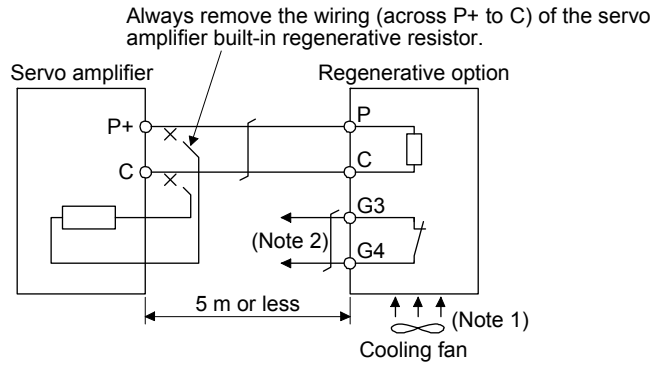 Always remove the wiring (across P+ to C) of the servo
amplifier built-in regenerative resistor.
Servo amplifier
Regenerative option
P+
P
C
C
G3
(Note 2)
G4
5 m or less
(Note 1)
Cooling fan